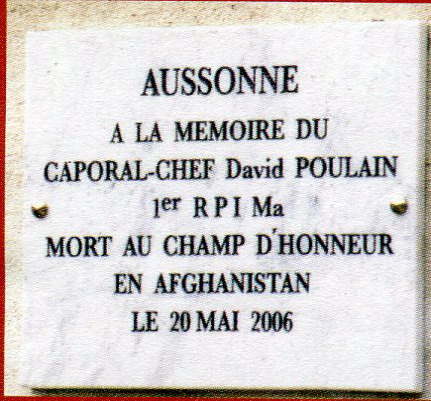 AUSSONNE
A LA MEMOIRE DU
CAPORAL-CHEF David POULAIN
1er R P I Ma
MORT AU CHAMP D'HONNEUR
EN AFGHANISTAN
LE 20 MAI 2006